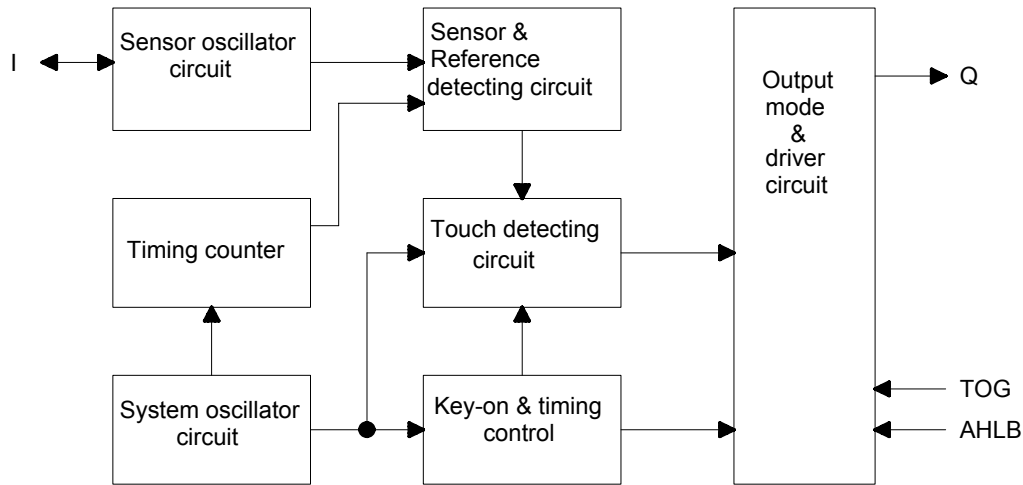 I
Sensor oscillator
circuit
Sensor &
Reference
detecting circuit
Output
mode
&
driver
circuit
Q
Timing counter
Touch detecting
circuit
System oscillator
circuit
Key-on & timing
control
TOG
AHLB